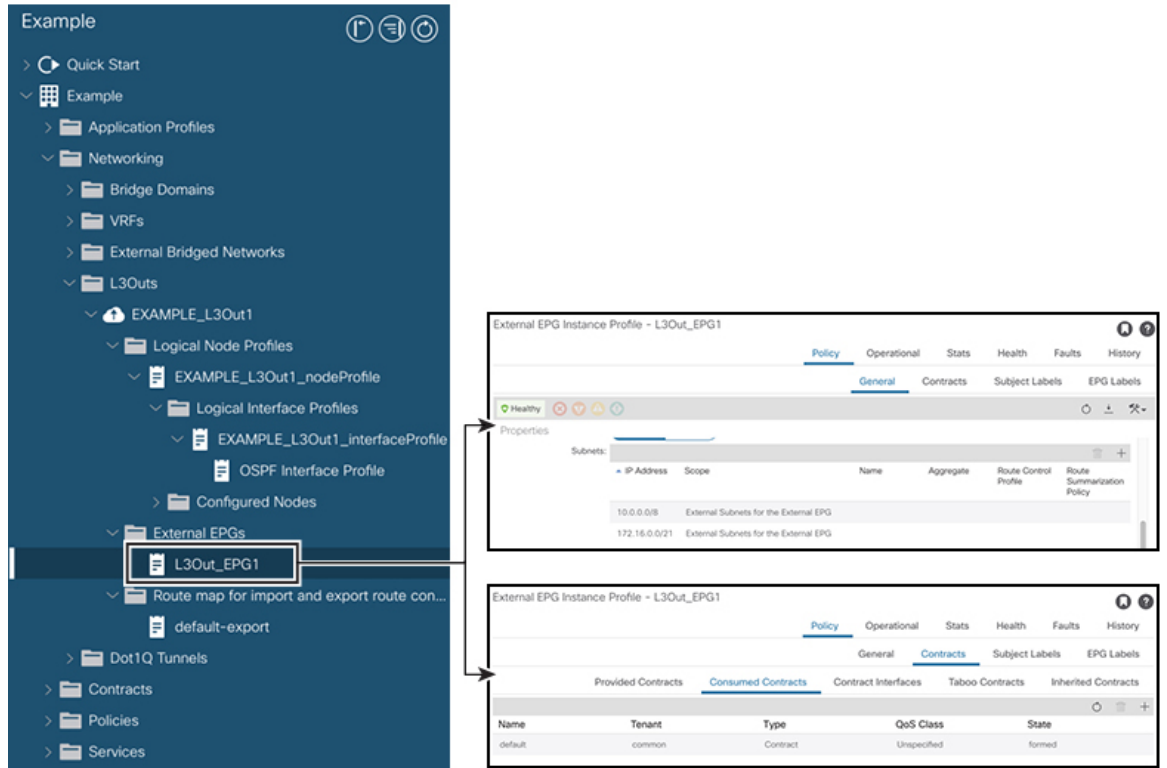 Example
Quick Start
Example
Application Profiles
Networking
Bridge Domains
VRFs
External Bridged Networks
L3Outs
EXAMPLE_L3Out1
Logical Node Profiles
EXAMPLE_L3Out1_nodeProfile
Logical Interface Profiles
EXAMPLE_L3Out1_interfaceProfile
OSPF Interface Profile
Configured Nodes
External EPGs
L3Out_EPG1
Route map for import and export route con...
default-export
Dot1Q Tunnels
Contracts
Policies
Services
External EPG Instance Profile - L3Out_EPG1
Policy Operational Stats Health Faults History
General Contracts Subject Labels EPG Labels
Healthy
Properties
Subnets:
IP Address Scope Name Aggregate Route Control Profile Route Summarization Policy
10.0.0.0/8 External Subnets for the External EPG
172.16.0.0/21 External Subnets for the External EPG
External EPG Instance Profile - L3Out_EPG1
Policy Operational Stats Health Faults History
General Contracts Subject Labels EPG Labels
Provided Contracts Consumed Contracts Contract Interfaces Taboo Contracts Inherited Contracts
Name Tenant Type QoS Class State
default common Contract Unspecified formed